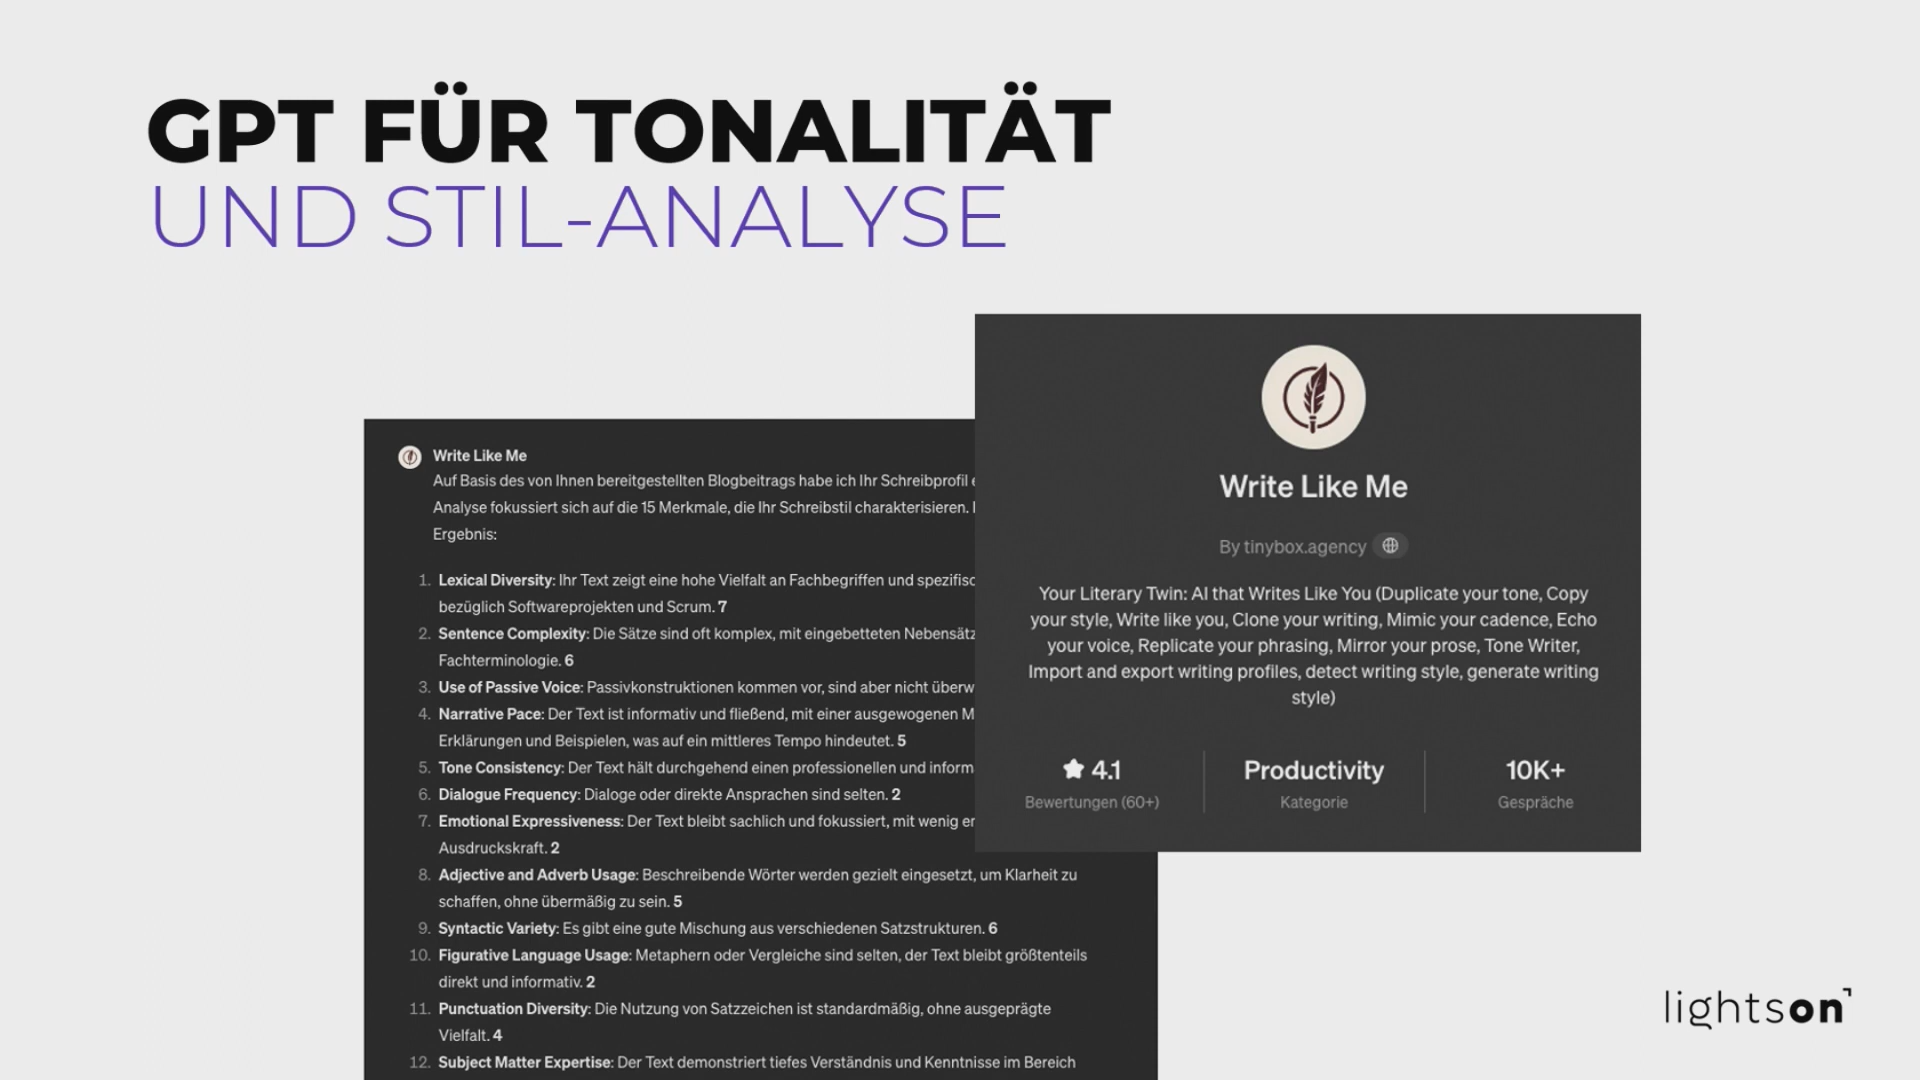 GPT FÜR TONALITÄT
UND STIL-ANALYSE
Write Like Me
Auf Basis des von Ihnen bereitgestellten Blogbeitrags habe ich Ihr Schreibprofil
Analyse fokussiert sich auf die 15 Merkmale, die Ihr Schreibstil charakterisieren.
Ergebnis:
1. Lexical Diversity: Ihr Text zeigt eine hohe Vielfalt an Fachbegriffen und
bezüglich Softwareprojekten und Scrum. 7
2. Sentence Complexity: Die Sätze sind oft komplex, mit eingebetteten
Fachterminologie. 6
3. Use of Passive Voice: Passivkonstruktionen kommen vor, sind aber nicht
4. Narrative Pace: Der Text ist informativ und fließend, mit einer ausgewogenen
Erklärungen und Beispielen, was auf ein mittleres Tempo hindeutet. 5
5. Tone Consistency: Der Text hält durchgehend einen professionellen und
6. Dialogue Frequency: Dialoge oder direkte Ansprachen sind selten. 2
7. Emotional Expressiveness: Der Text bleibt sachlich und fokussiert, mit wenig
Ausdruckskraft. 2
8. Adjective and Adverb Usage: Beschreibende Wörter werden gezielt eingesetzt, um Klarheit zu
schaffen, ohne übermäßig zu sein. 5
9. Syntactic Variety: Es gibt eine gute Mischung aus verschiedenen Satzstrukturen. 6
10. Figurative Language Usage: Metaphern oder Vergleiche sind selten, der Text bleibt größtenteils
direkt und informativ. 2
11. Punctuation Diversity: Die Nutzung von Satzzeichen ist standardmäßig, ohne ausgeprägte
Vielfalt. 4
12. Subject Matter Expertise: Der Text demonstriert tiefes Verständnis und Kenntnisse im Bereich
Write Like Me
By tinybox.agency
Your Literary Twin: AI that Writes Like You (Duplicate your tone, Copy
your style, Write like you, Clone your writing, Mimic your cadence, Echo
your voice, Replicate your phrasing, Mirror your prose, Tone Writer,
Import and export writing profiles, detect writing style, generate writing
style)
4.1
Bewertungen (60+)
Productivity
Kategorie
10K+
Gespräche
lightson